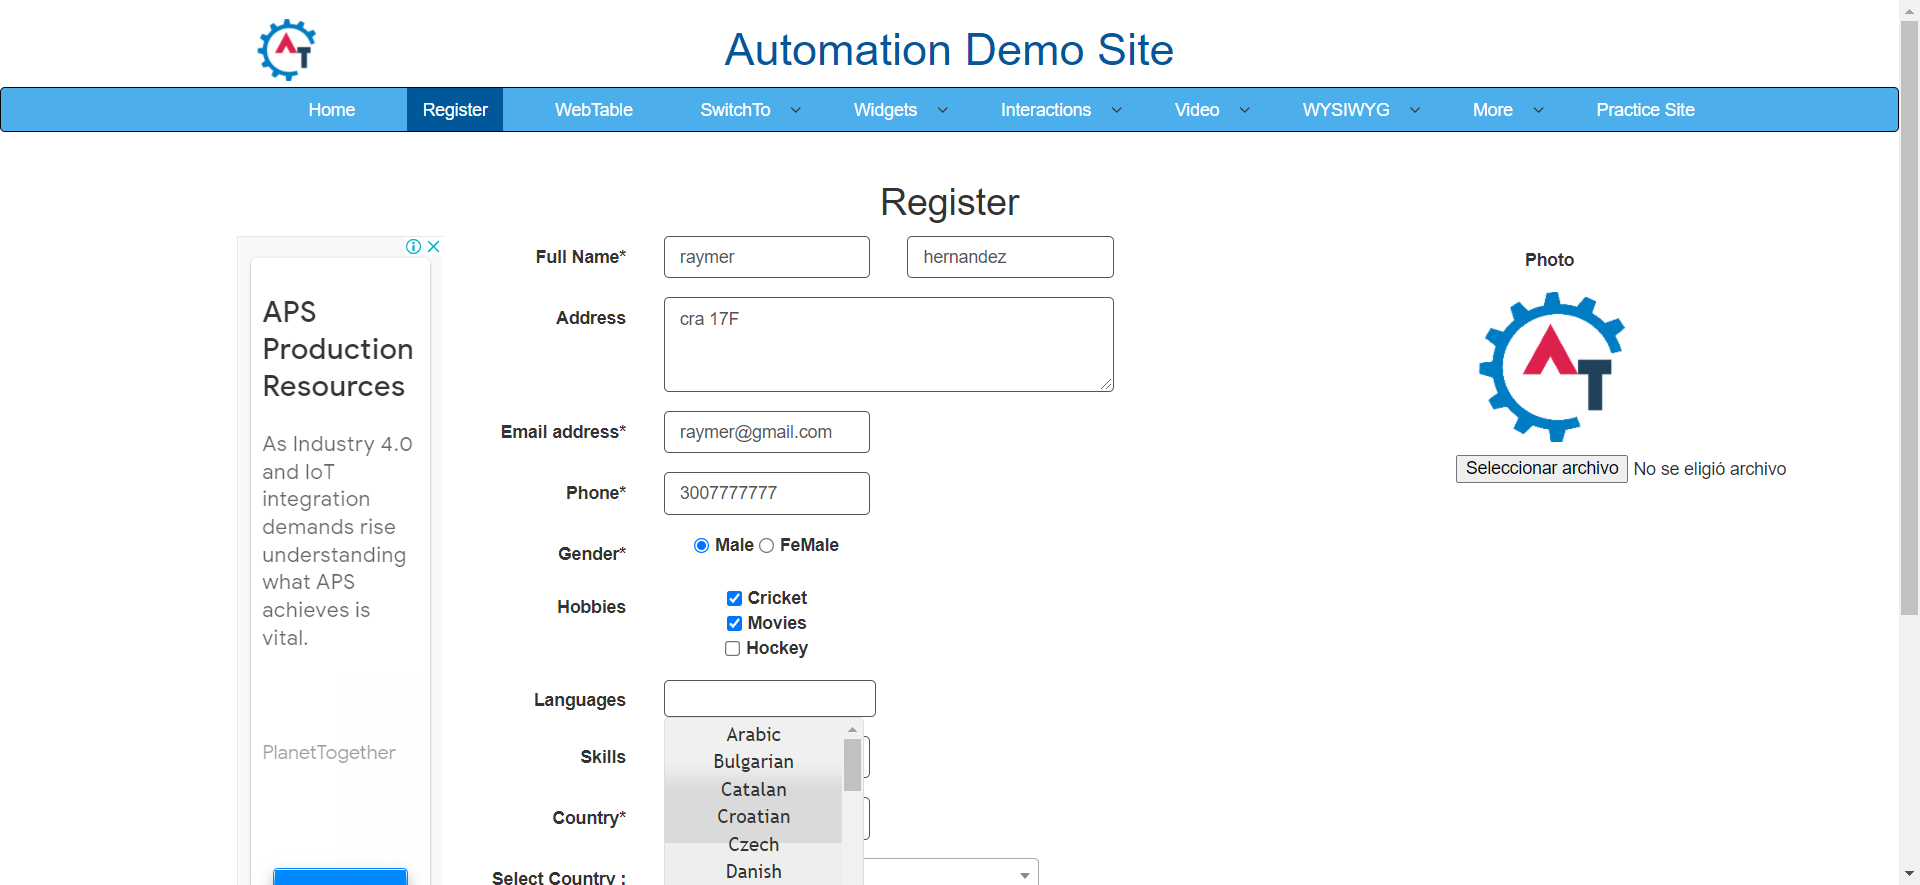 AT
Automation Demo Site
Home Register WebTable SwitchTo Widgets Interactions Video WYSIWYG More Practice Site
Register
Full Name* raymer hernandez
Address cra 17F
Email address* raymer@gmail.com
Phone* 3007777777
Gender* Male FeMale
Hobbies Cricket
Movies
Hockey
Languages
Arabic
Bulgarian
Catalan
Croatian
Czech
Danish
Skills
Country*
Select Country :
Photo
AT
Seleccionar archivo No se eligió archivo
APS
Production
Resources
As Industry 4.0
and IoT
integration
demands rise
understanding
what APS
achieves is
vital.
PlanetTogether